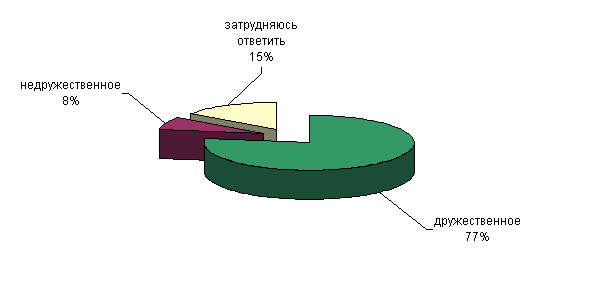 затрудняюсь
ответить
15%
недружественное
8%
дружественное
77%